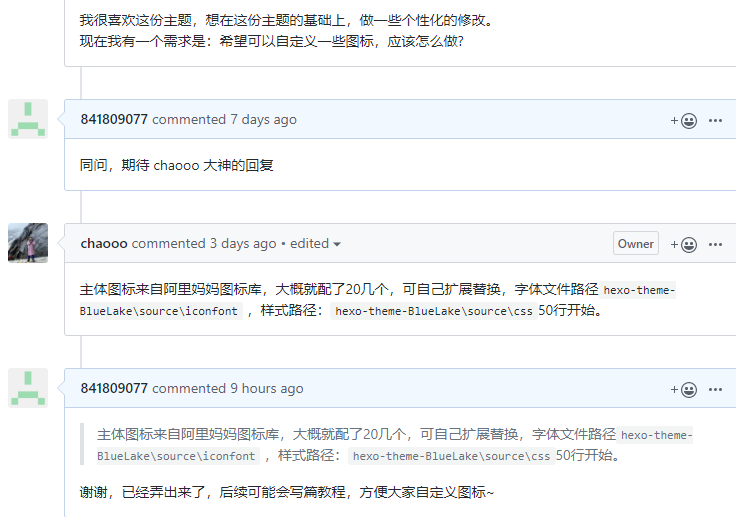 我很喜欢这份主题，想在这份主题的基础上，做一些个性化的修改。
现在我有一个需求是：希望可以自定义一些图标，应该怎么做?
841809077 commented 7 days ago
同问，期待 chaooo 大神的回复
chaooo commented 3 days ago • edited
Owner
主体图标来自阿里妈妈图标库，大概就配了20几个，可自己扩展替换，字体文件路径 hexo-theme-
BlueLake\source\iconfont ，样式路径： hexo-theme-BlueLake\source\css 50行开始。
841809077 commented 9 hours ago
主体图标来自阿里妈妈图标库，大概就配了20几个，可自己扩展替换，字体文件路径 hexo-theme-
BlueLake\source\iconfont ，样式路径： hexo-theme-BlueLake\source\css 50行开始。
谢谢，已经弄出来了，后续可能会写篇教程，方便大家自定义图标~